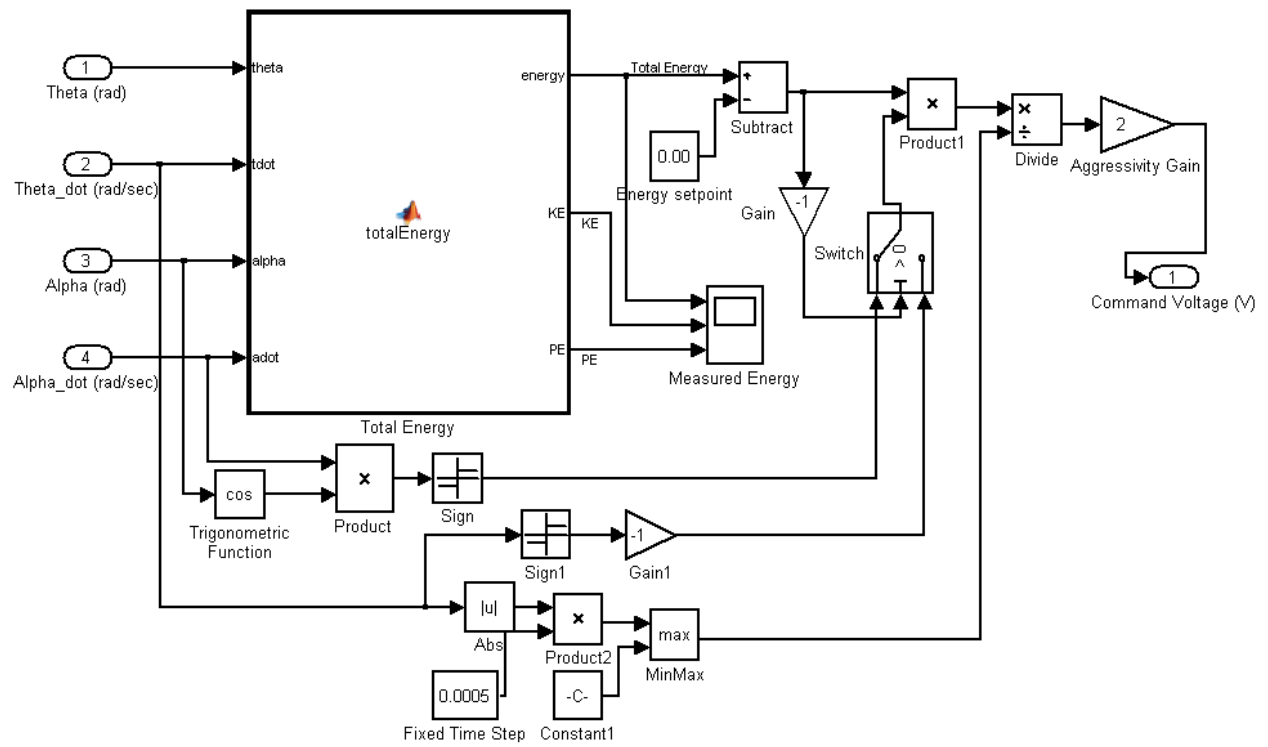 1
Theta (rad)
2
Theta_dot (rad/sec)
3
Alpha (rad)
4
Alpha_dot (rad/sec)
theta
tdot
alpha
adot
totalEnergy
energy
KE
PE
Total Energy
Total Energy
KE
PE
+
−
Subtract
0.00
Energy setpoint
-1
Gain
×
Product1
×
÷
Divide
2
Aggressivity Gain
Switch
> 0
1
Command Voltage (V)
Measured Energy
cos
Trigonometric
Function
×
Product
Sign
Sign1
-1
Gain1
|u|
Abs
×
Product2
max
MinMax
0.0005
Fixed Time Step
-C-
Constant1